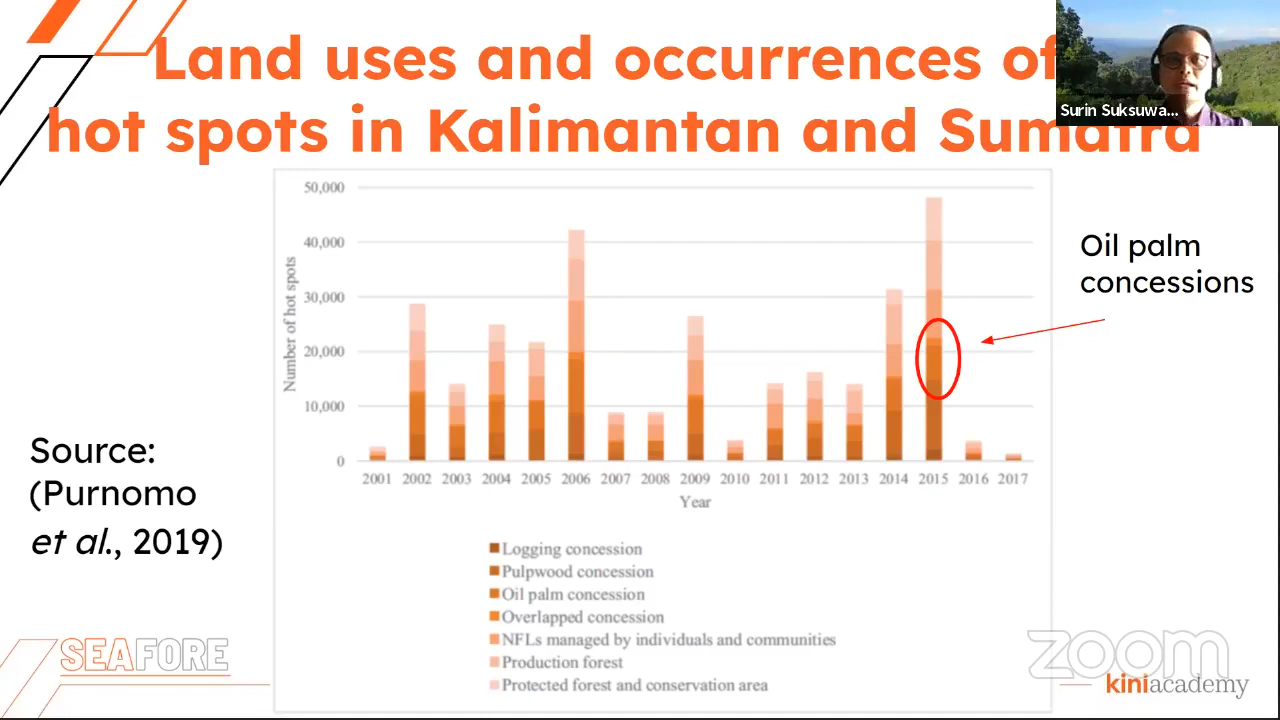 Land uses and occurrences of
hot spots in Kalimantan and Sumatra
Surin Suksuwa...
50,000
40,000
30,000
20,000
10,000
0
Number of hot spots
2001 2002 2003 2004 2005 2006 2007 2008 2009 2010 2011 2012 2013 2014 2015 2016 2017
Year
Logging concession
Pulpwood concession
Oil palm concession
Overlapped concession
NFLs managed by individuals and communities
Production forest
Protected forest and conservation area
Oil palm
concessions
Source:
(Purnomo
et al., 2019)
SEAFORE
zoom
kiniacademy